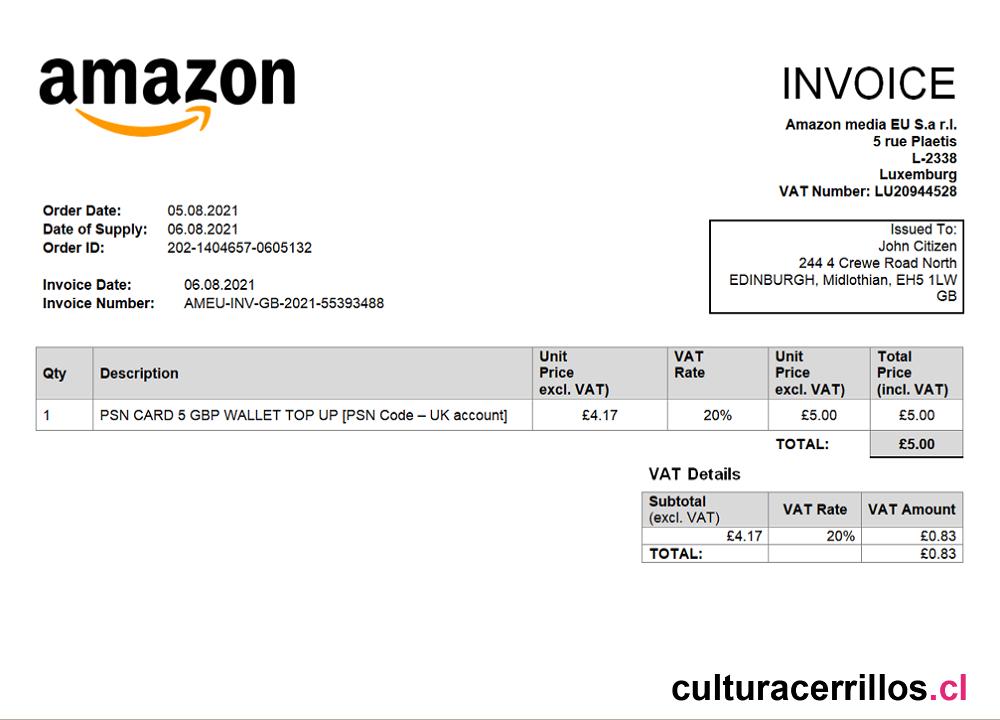 amazon
INVOICE
Amazon media EU S.a r.l.
5 rue Plaetis
L-2338
Luxemburg
VAT Number: LU20944528
Order Date: 05.08.2021
Date of Supply: 06.08.2021
Order ID: 202-1404657-0605132
Invoice Date: 06.08.2021
Invoice Number: AMEU-INV-GB-2021-55393488
Issued To:
John Citizen
244 4 Crewe Road North
EDINBURGH, Midlothian, EH5 1LW
GB
Qty Description Unit Price excl. VAT) VAT Rate Unit Price excl. VAT) Total Price (incl. VAT)
1 PSN CARD 5 GBP WALLET TOP UP [PSN Code – UK account] £4.17 20% £5.00 £5.00
TOTAL: £5.00
VAT Details
Subtotal (excl. VAT) VAT Rate VAT Amount
£4.17 20% £0.83
TOTAL: £0.83
culturacerrillos.cl